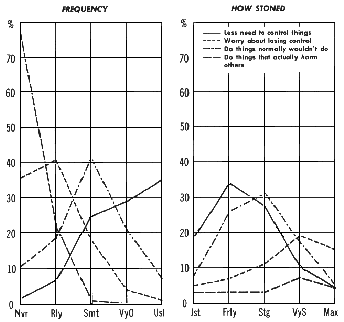 FREQUENCY
%
70
60
50
40
30
20
10
0
Nvr Rly Smt VyO Usl
HOW STONED
%
Less need to control things
Worry about losing control
Do things normally wouldn't do
Do things that actually harm
others
70
60
50
40
30
20
10
0
Jst Frly Stg VyS Max